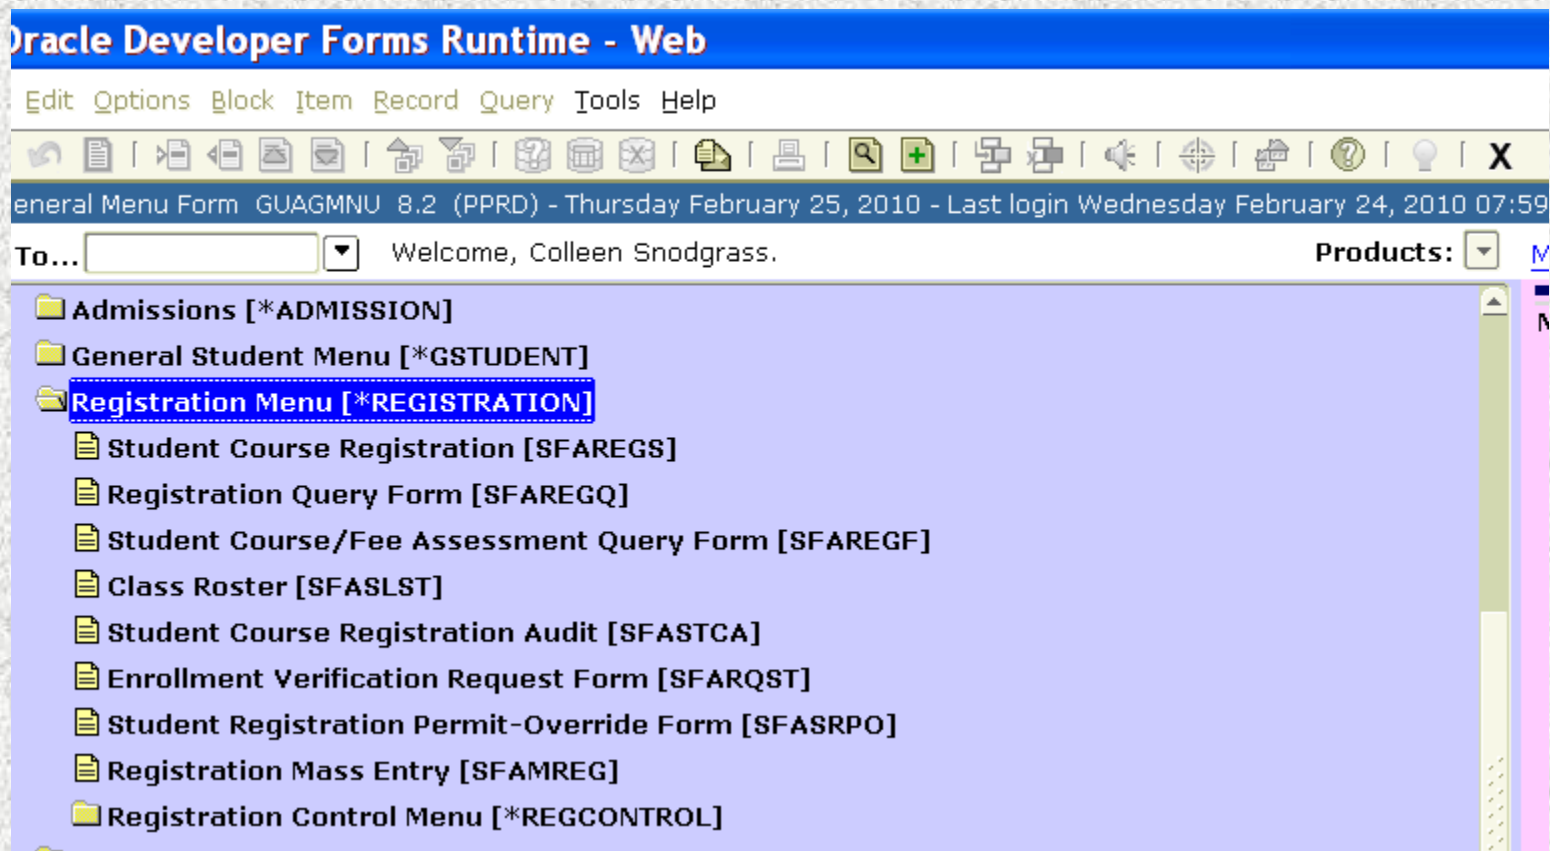 Oracle Developer Forms Runtime - Web
Edit Options Block Item Record Query Tools Help
X
eneral Menu Form GUAGMNU 8.2 (PPRD) - Thursday February 25, 2010 - Last login Wednesday February 24, 2010 07:59
To... Welcome, Colleen Snodgrass. Products: M
Admissions [*ADMISSION]
General Student Menu [*GSTUDENT]
Registration Menu [*REGISTRATION]
Student Course Registration [SFAREGS]
Registration Query Form [SFAREGQ]
Student Course/Fee Assessment Query Form [SFAREGF]
Class Roster [SFASLST]
Student Course Registration Audit [SFASTCA]
Enrollment Verification Request Form [SFARQST]
Student Registration Permit-Override Form [SFASRPO]
Registration Mass Entry [SFAMREG]
Registration Control Menu [*REGCONTROL]